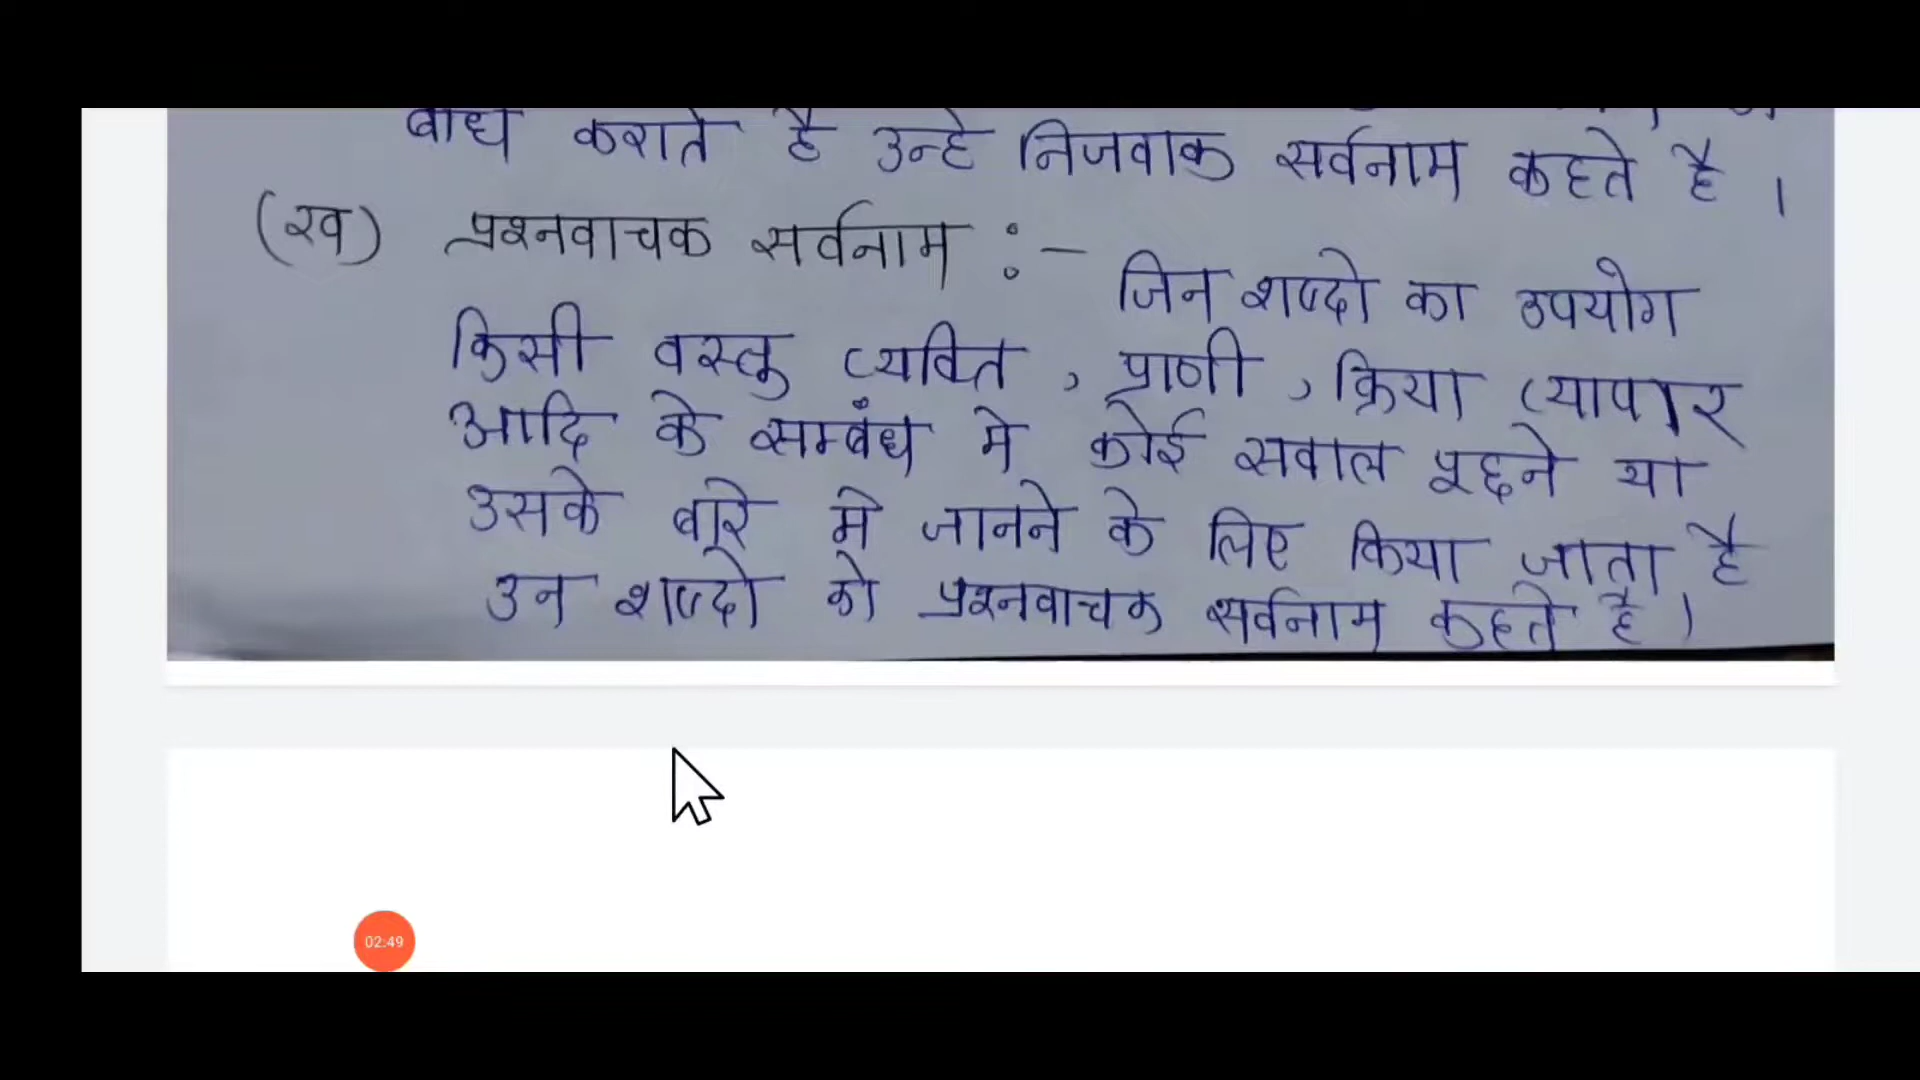 बोध कराते है उन्हे निजवाक सर्वनाम कहते है ।
(ख) प्रश्नवाचक सर्वनाम :-
जिन शब्दो का उपयोग
किसी वस्तु व्यक्ति , प्राणी , क्रिया व्यापार
आदि के सम्बंध मे कोई सवाल पूछने या
उसके बारे मे जानने के लिए किया जाता है
उन शब्दो को प्रश्नवाचक सर्वनाम कहते है ।
02:49